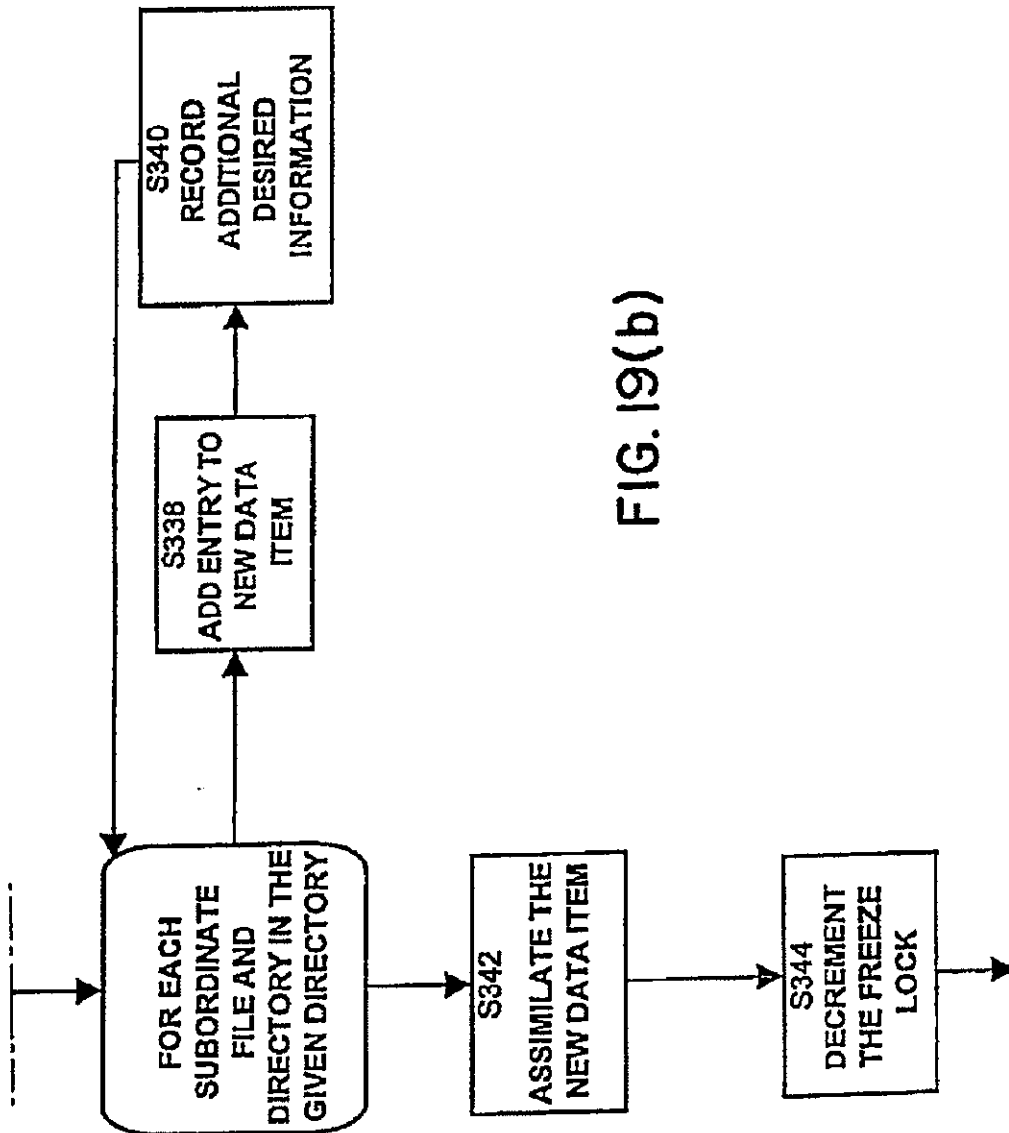 FOR EACH
SUBORDINATE
FILE AND
DIRECTORY IN THE
GIVEN DIRECTORY
S338
ADD ENTRY TO
NEW DATA
ITEM
S340
RECORD
ADDITIONAL
DESIRED
INFORMATION
S342
ASSIMILATE THE
NEW DATA ITEM
S344
DECREMENT
THE FREEZE
LOCK
FIG. 19(b)